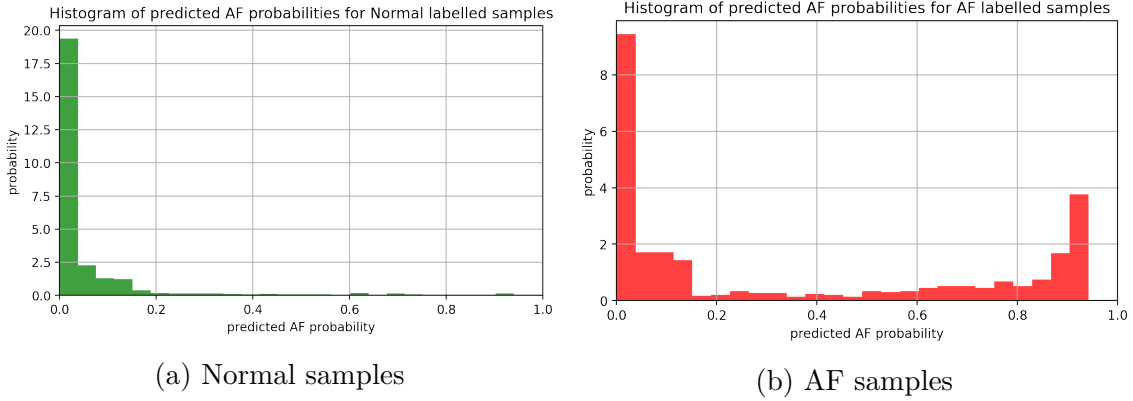 Histogram of predicted AF probabilities for Normal labelled samples
20.0
17.5
15.0
12.5
10.0
7.5
5.0
2.5
0.0
probability
0.0 0.2 0.4 0.6 0.8 1.0
predicted AF probability
(a) Normal samples
Histogram of predicted AF probabilities for AF labelled samples
8
6
4
2
0
probability
0.0 0.2 0.4 0.6 0.8 1.0
predicted AF probability
(b) AF samples